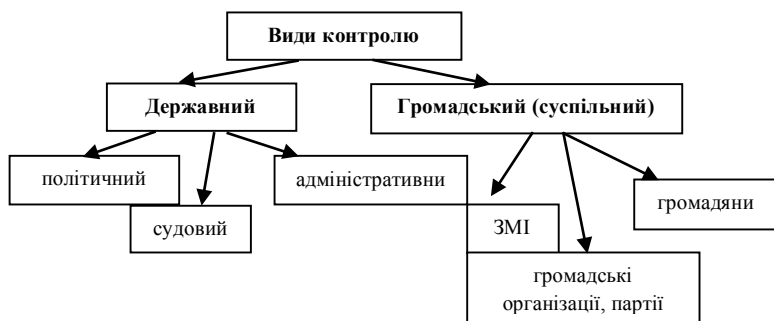 Види контролю
Державний
Громадський (суспільний)
політичний
адміністративни
громадяни
судовий
ЗМІ
громадські
організації, партії